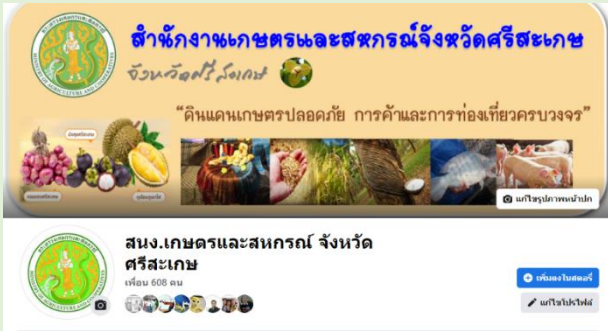 สำนักงานเกษตรและสหกรณ์จังหวัดศรีสะเกษ
จังหวัดศรีสะเกษ
“ดินแดนเกษตรปลอดภัย การค้าและการท่องเที่ยวครบวงจร”
แก้ไขรูปภาพหน้าปก
สนง.เกษตรและสหกรณ์ จังหวัด
ศรีสะเกษ
เพื่อน 608 คน
เพิ่มลงในสตอรี่
แก้ไขโปรไฟล์